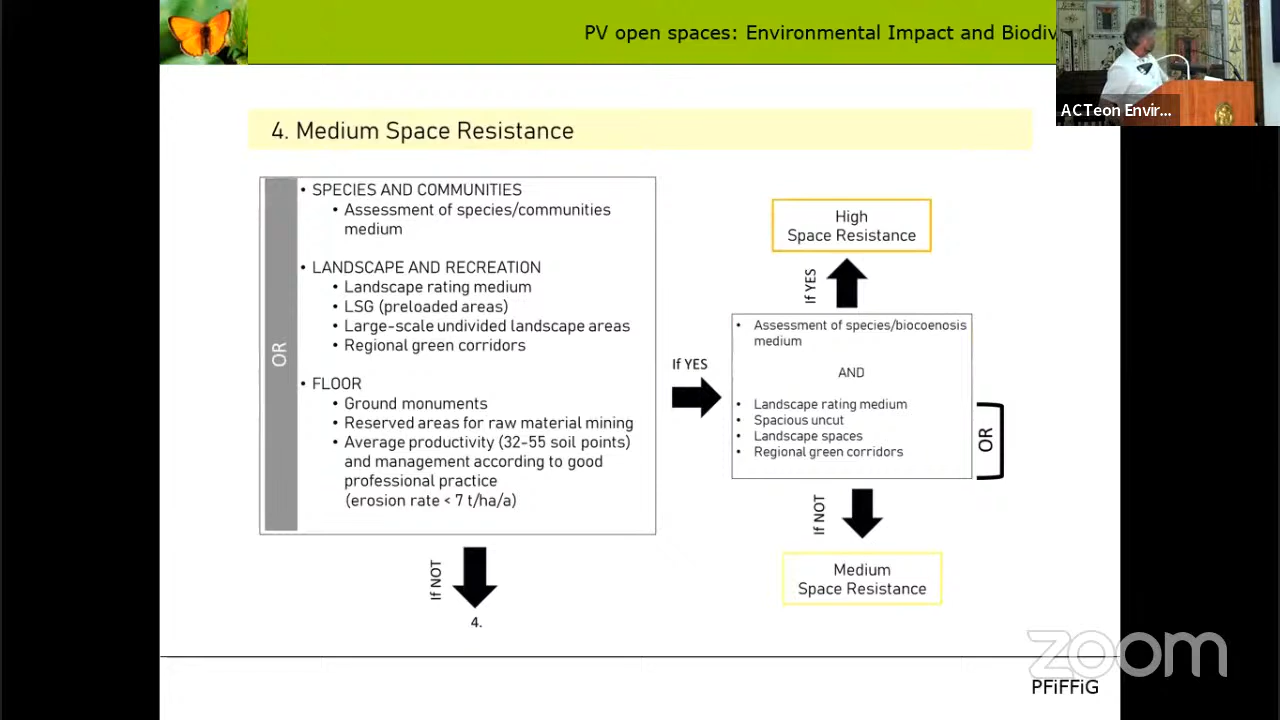 PV open spaces: Environmental Impact and
ACTeon Envir...
4. Medium Space Resistance
OR
• SPECIES AND COMMUNITIES
• Assessment of species/communities
medium
• LANDSCAPE AND RECREATION
• Landscape rating medium
• LSG (preloaded areas)
• Large-scale undivided landscape areas
• Regional green corridors
• FLOOR
• Ground monuments
• Reserved areas for raw material mining
• Average productivity (32-55 soil points)
and management according to good
professional practice
(erosion rate < 7 t/ha/a)
If NOT
4.
If YES
High
Space Resistance
If YES
• Assessment of species/biocoenosis
medium
AND
• Landscape rating medium
• Spacious uncut
• Landscape spaces
• Regional green corridors
OR
If NOT
Medium
Space Resistance
zoom
PFiFFiG